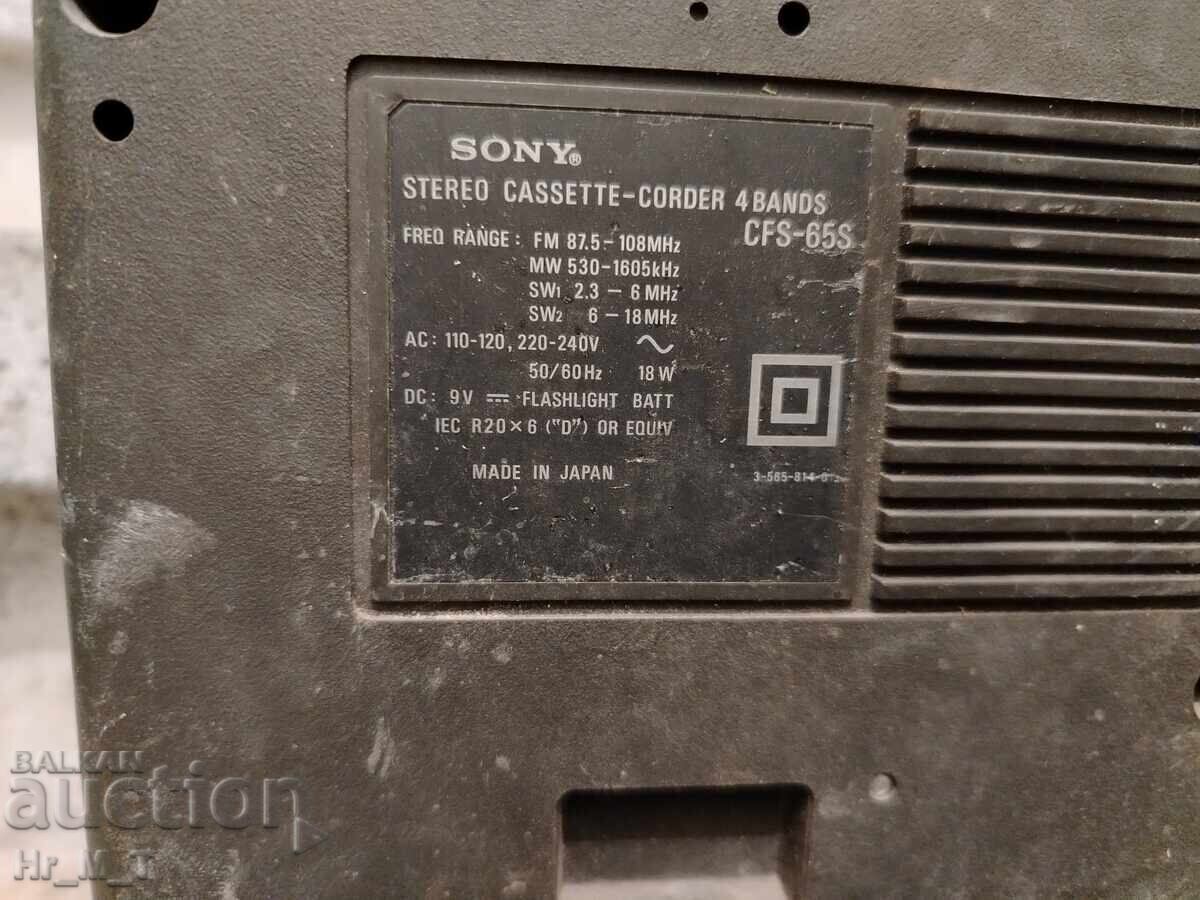 SONY®
STEREO CASSETTE-CORDER 4 BANDS
CFS-65S
FREQ RANGE: FM 87.5-108MHz
MW 530-1605kHz
SW1 2.3-6 MHz
SW2 6-18MHz
AC: 110-120, 220-240V ~
50/60Hz 18 W
DC: 9V ⎓ FLASHLIGHT BATT
IEC R20×6 ("D") OR EQUIV
MADE IN JAPAN
BALKAN
auction
Hr_M_T